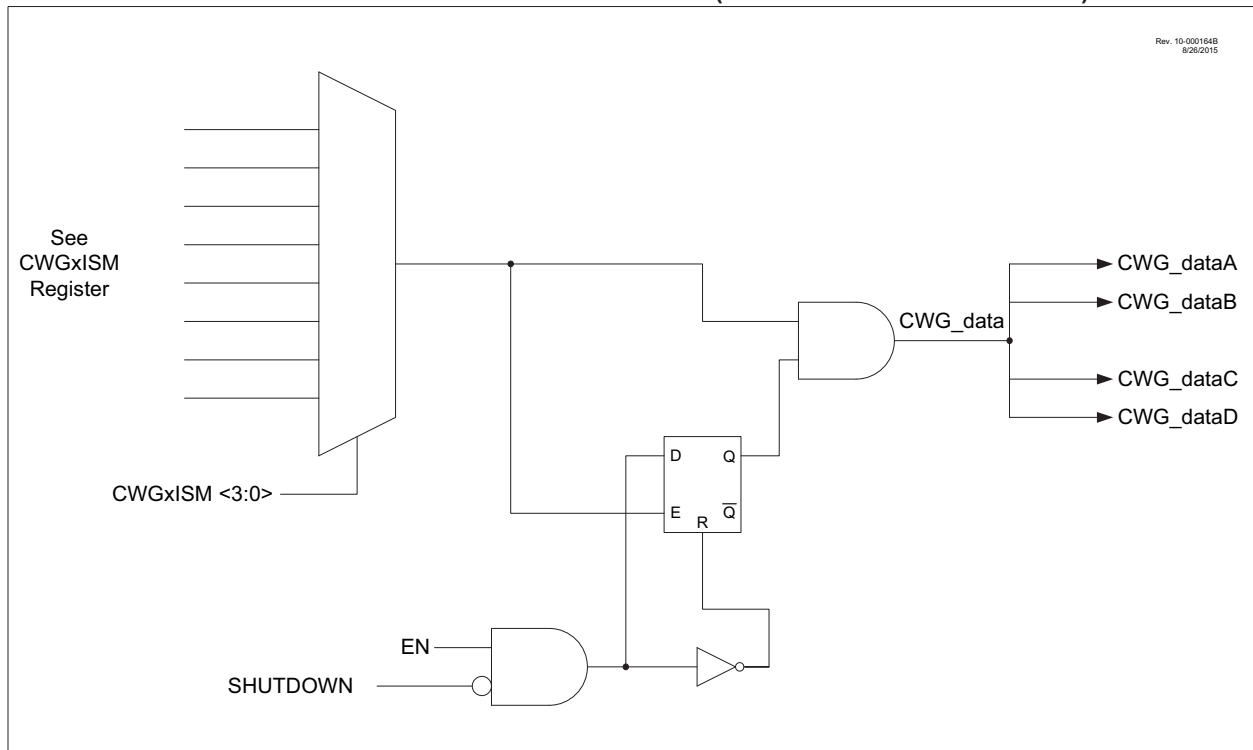 Rev. 10-000164B
8/26/2015
See
CWGxISM
Register
CWGxISM <3:0>
CWG_data
CWG_dataA
CWG_dataB
CWG_dataC
CWG_dataD
D
Q
E
Q̅
R
EN
SHUTDOWN